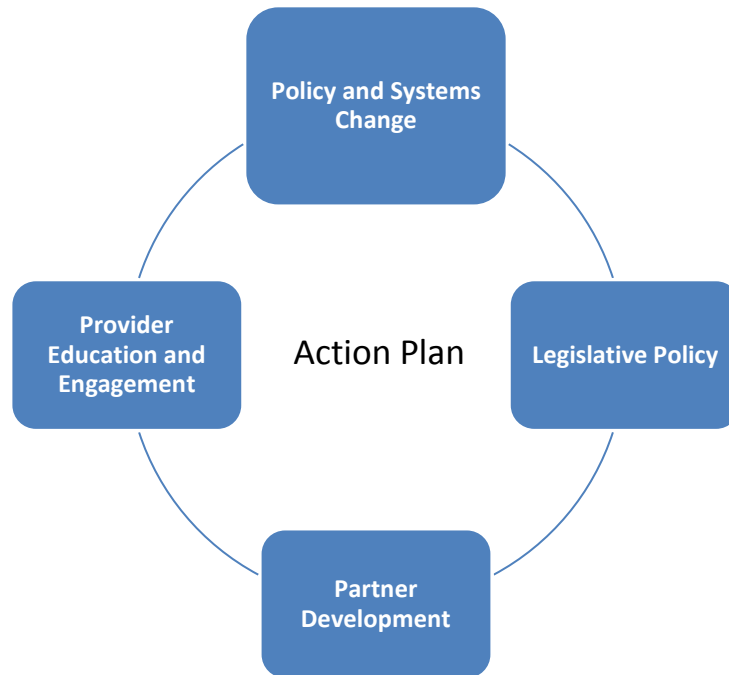 Policy and Systems
Change
Provider
Education and
Engagement
Action Plan
Legislative Policy
Partner
Development